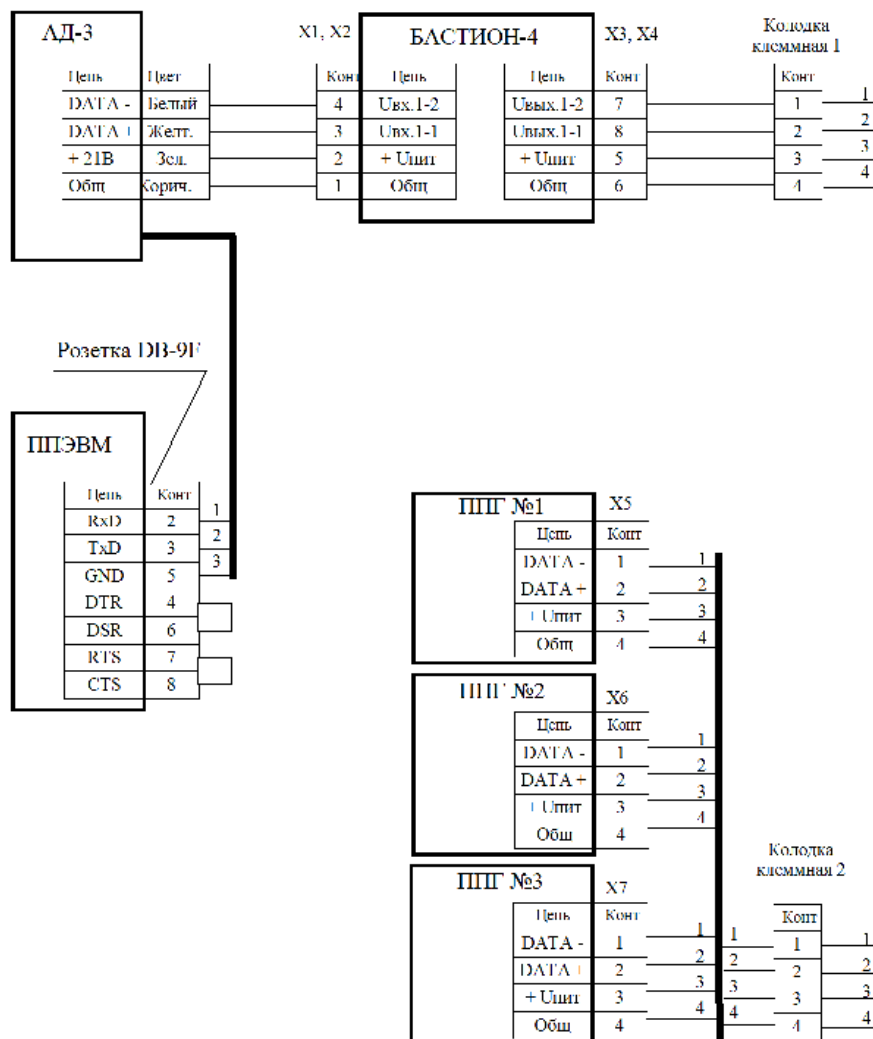 АД-3 X1, X2 БАСТИОН-4 X3, X4 Колодка
клеммная 1
Цепь Цвет Конт Цепь Цепь Конт Конт
DATA - Белый 4 Uвх.1-2 Uвых.1-2 7 1 1
DATA + Желт. 3 Uвх.1-1 Uвых.1-1 8 2 2
+ 21В Зел. 2 + Uпит + Uпит 5 3 3
Общ Корич. 1 Общ Общ 6 4 4
Розетка DB-9F
ППЭВМ
Цепь Конт
RxD 2 1
TxD 3 2
GND 5 3
DTR 4
DSR 6
RTS 7
CTS 8
ППГ №1 X5
Цепь Конт
DATA - 1 1
DATA + 2 2
+ Uпит 3 3
Общ 4 4
ППГ №2 X6
Цепь Конт
DATA - 1 1
DATA + 2 2
+ Uпит 3 3
Общ 4 4
Колодка
клеммная 2
ППГ №3 X7
Цепь Конт Конт
DATA - 1 1 1 1 1
DATA + 2 2 2 2 2
+ Uпит 3 3 3 3 3
Общ 4 4 4 4 4